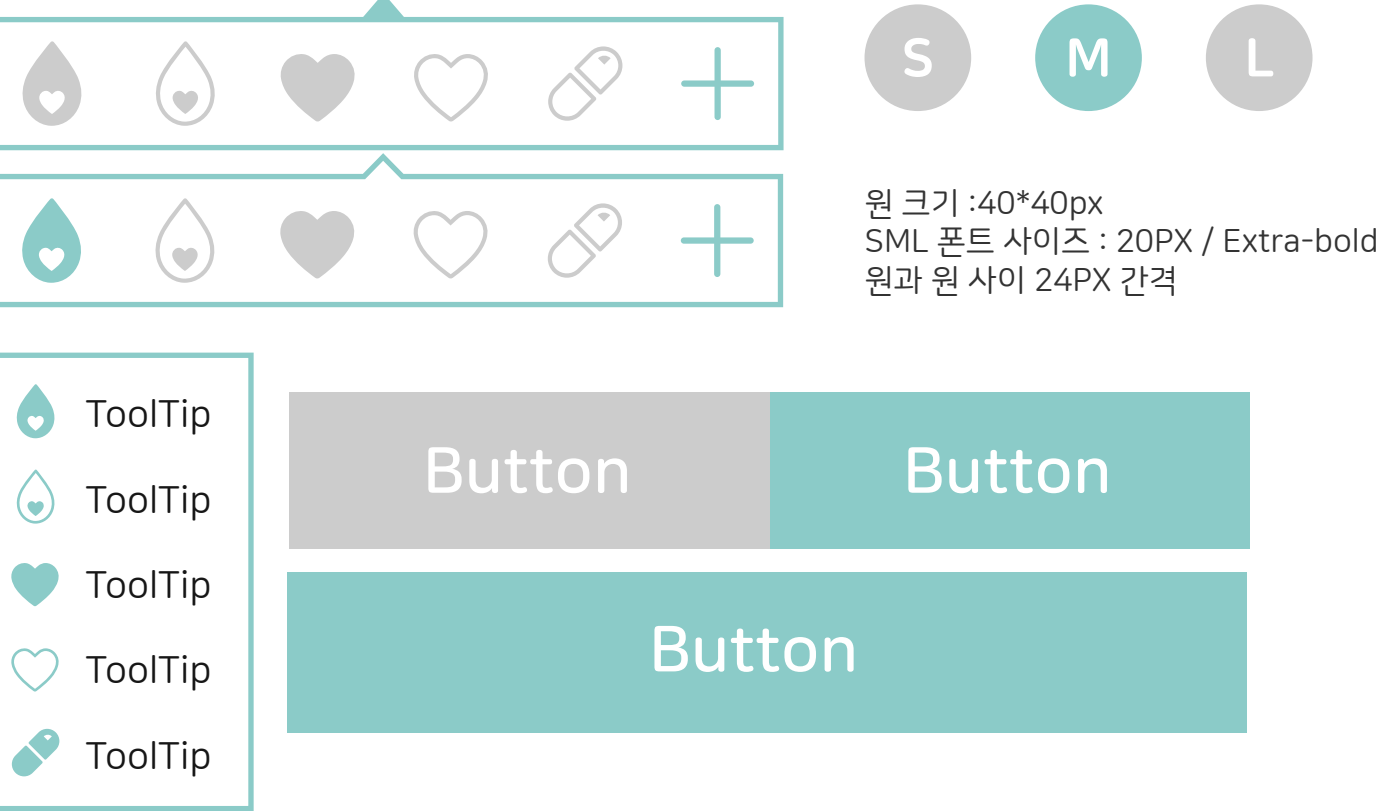 S M L
원 크기 :40*40px
SML 폰트 사이즈 : 20PX / Extra-bold
원과 원 사이 24PX 간격
ToolTip
ToolTip
ToolTip
ToolTip
ToolTip
Button Button
Button